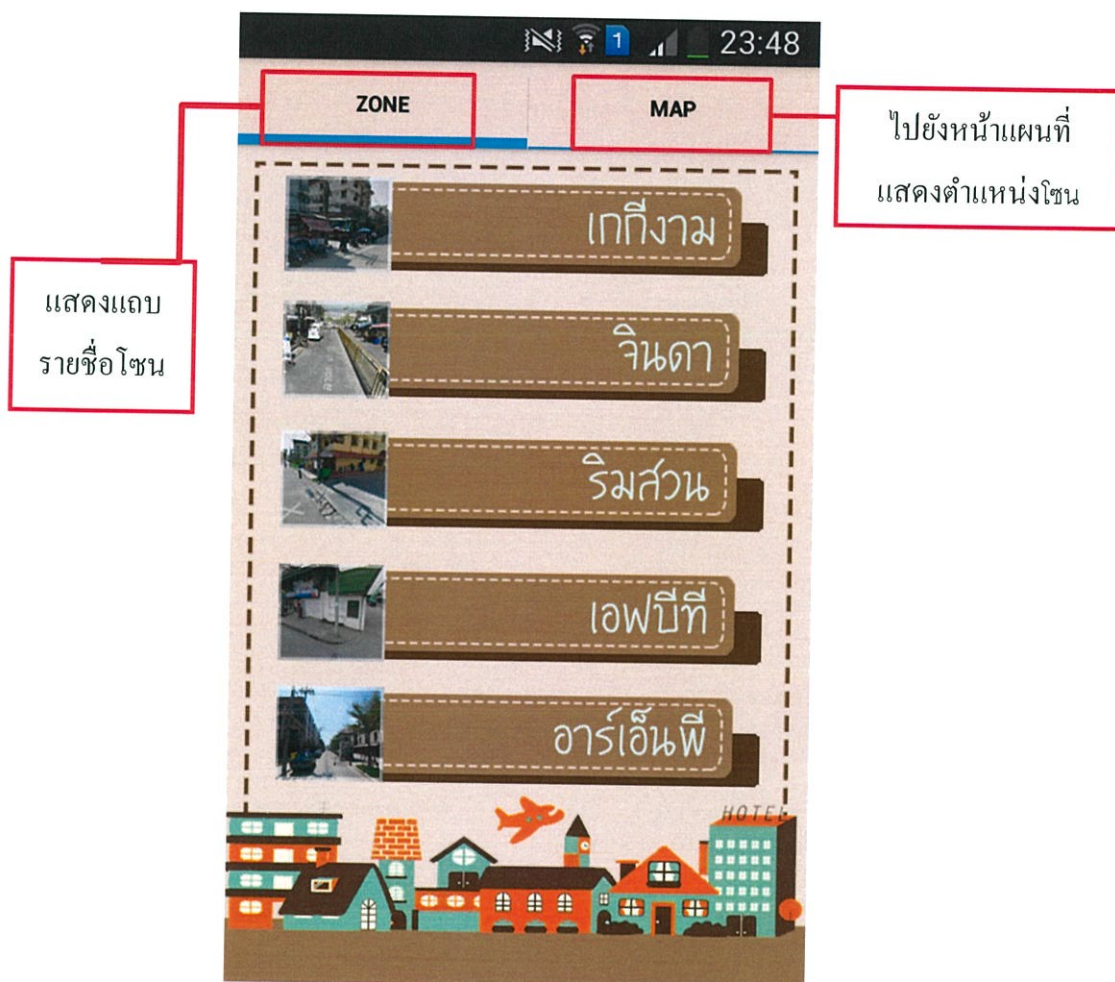 1 23:48
ZONE
MAP
ไปยังหน้าแผนที่
แสดงตำแหน่งโซน
แสดงแถบ
รายชื่อโซน
เกกีงาม
จินดา
ริมสวน
เอฟบีที
อาร์เอ็นพี
HOTEL